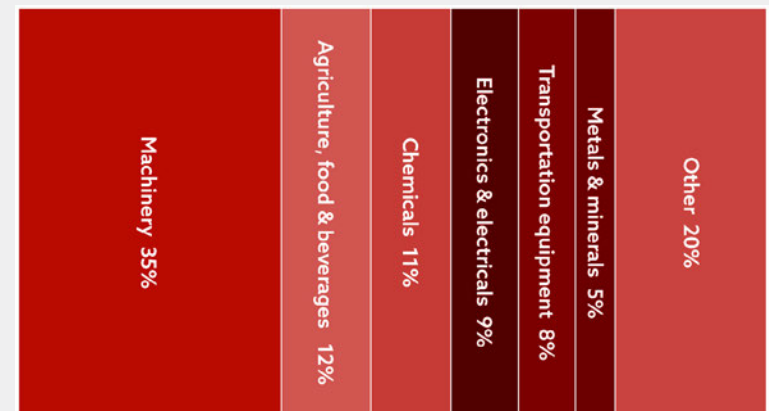 Machinery 35%
Agriculture, food & beverages 12%
Chemicals 11%
Electronics & electricals 9%
Transportation equipment 8%
Metals & minerals 5%
Other 20%